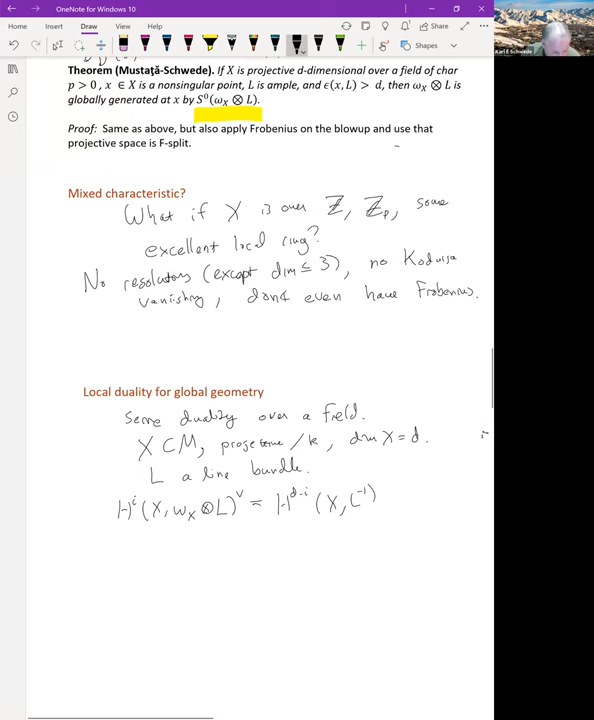 OneNote for Windows 10
Home Insert Draw View Help Share
Shapes
Karl E Schwede
Theorem (Mustaţă-Schwede). If X is projective d-dimensional over a field of char
p > 0, x ∈ X is a nonsingular point, L is ample, and ϵ(x, L) > d, then ω_X ⊗ L is
globally generated at x by S⁰(ω_X ⊗ L).
Proof: Same as above, but also apply Frobenius on the blowup and use that
projective space is F-split.
Mixed characteristic?
What if X is over ℤ, ℤ_p, some
excellent local ring?
No resolutions (except dim ≤ 3), no Kodaira
vanishing, don't even have Frobenius.
Local duality for global geometry
Serre duality over a field.
X CM, projective /k, dim X = d.
L a line bundle.
H^i (X, ω_X ⊗ L)^∨ = H^{d-i} (X, L^{-1})